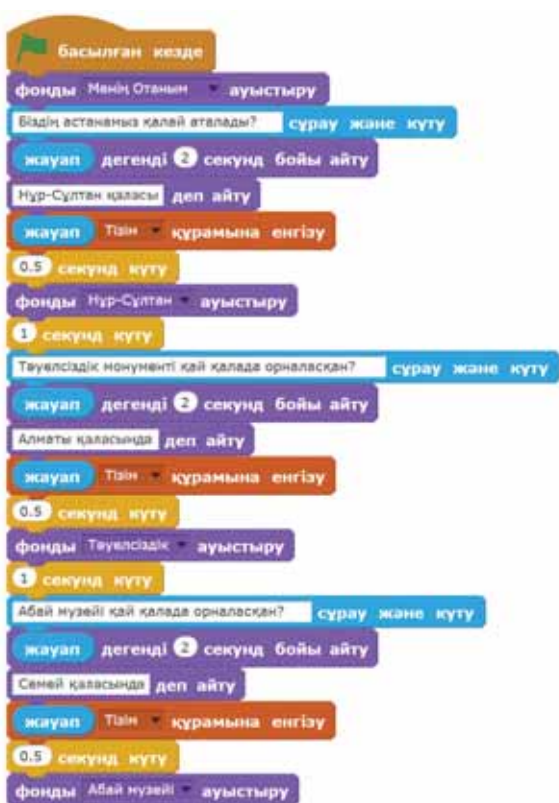 басылған кезде
фонды Менің Отаным ауыстыру
Біздің астанамыз қалай аталады? сұрау және күту
жауап дегенді 2 секунд бойы айту
Нұр-Сұлтан қаласы деп айту
жауап Тізім құрамына енгізу
0.5 секунд күту
фонды Нұр-Сұлтан ауыстыру
1 секунд күту
Тәуелсіздік монументі қай қалада орналасқан? сұрау және күту
жауап дегенді 2 секунд бойы айту
Алматы қаласында деп айту
жауап Тізім құрамына енгізу
0.5 секунд күту
фонды Тәуелсіздік ауыстыру
1 секунд күту
Абай музейі қай қалада орналасқан? сұрау және күту
жауап дегенді 2 секунд бойы айту
Семей қаласында деп айту
жауап Тізім құрамына енгізу
0.5 секунд күту
фонды Абай музейі ауыстыру